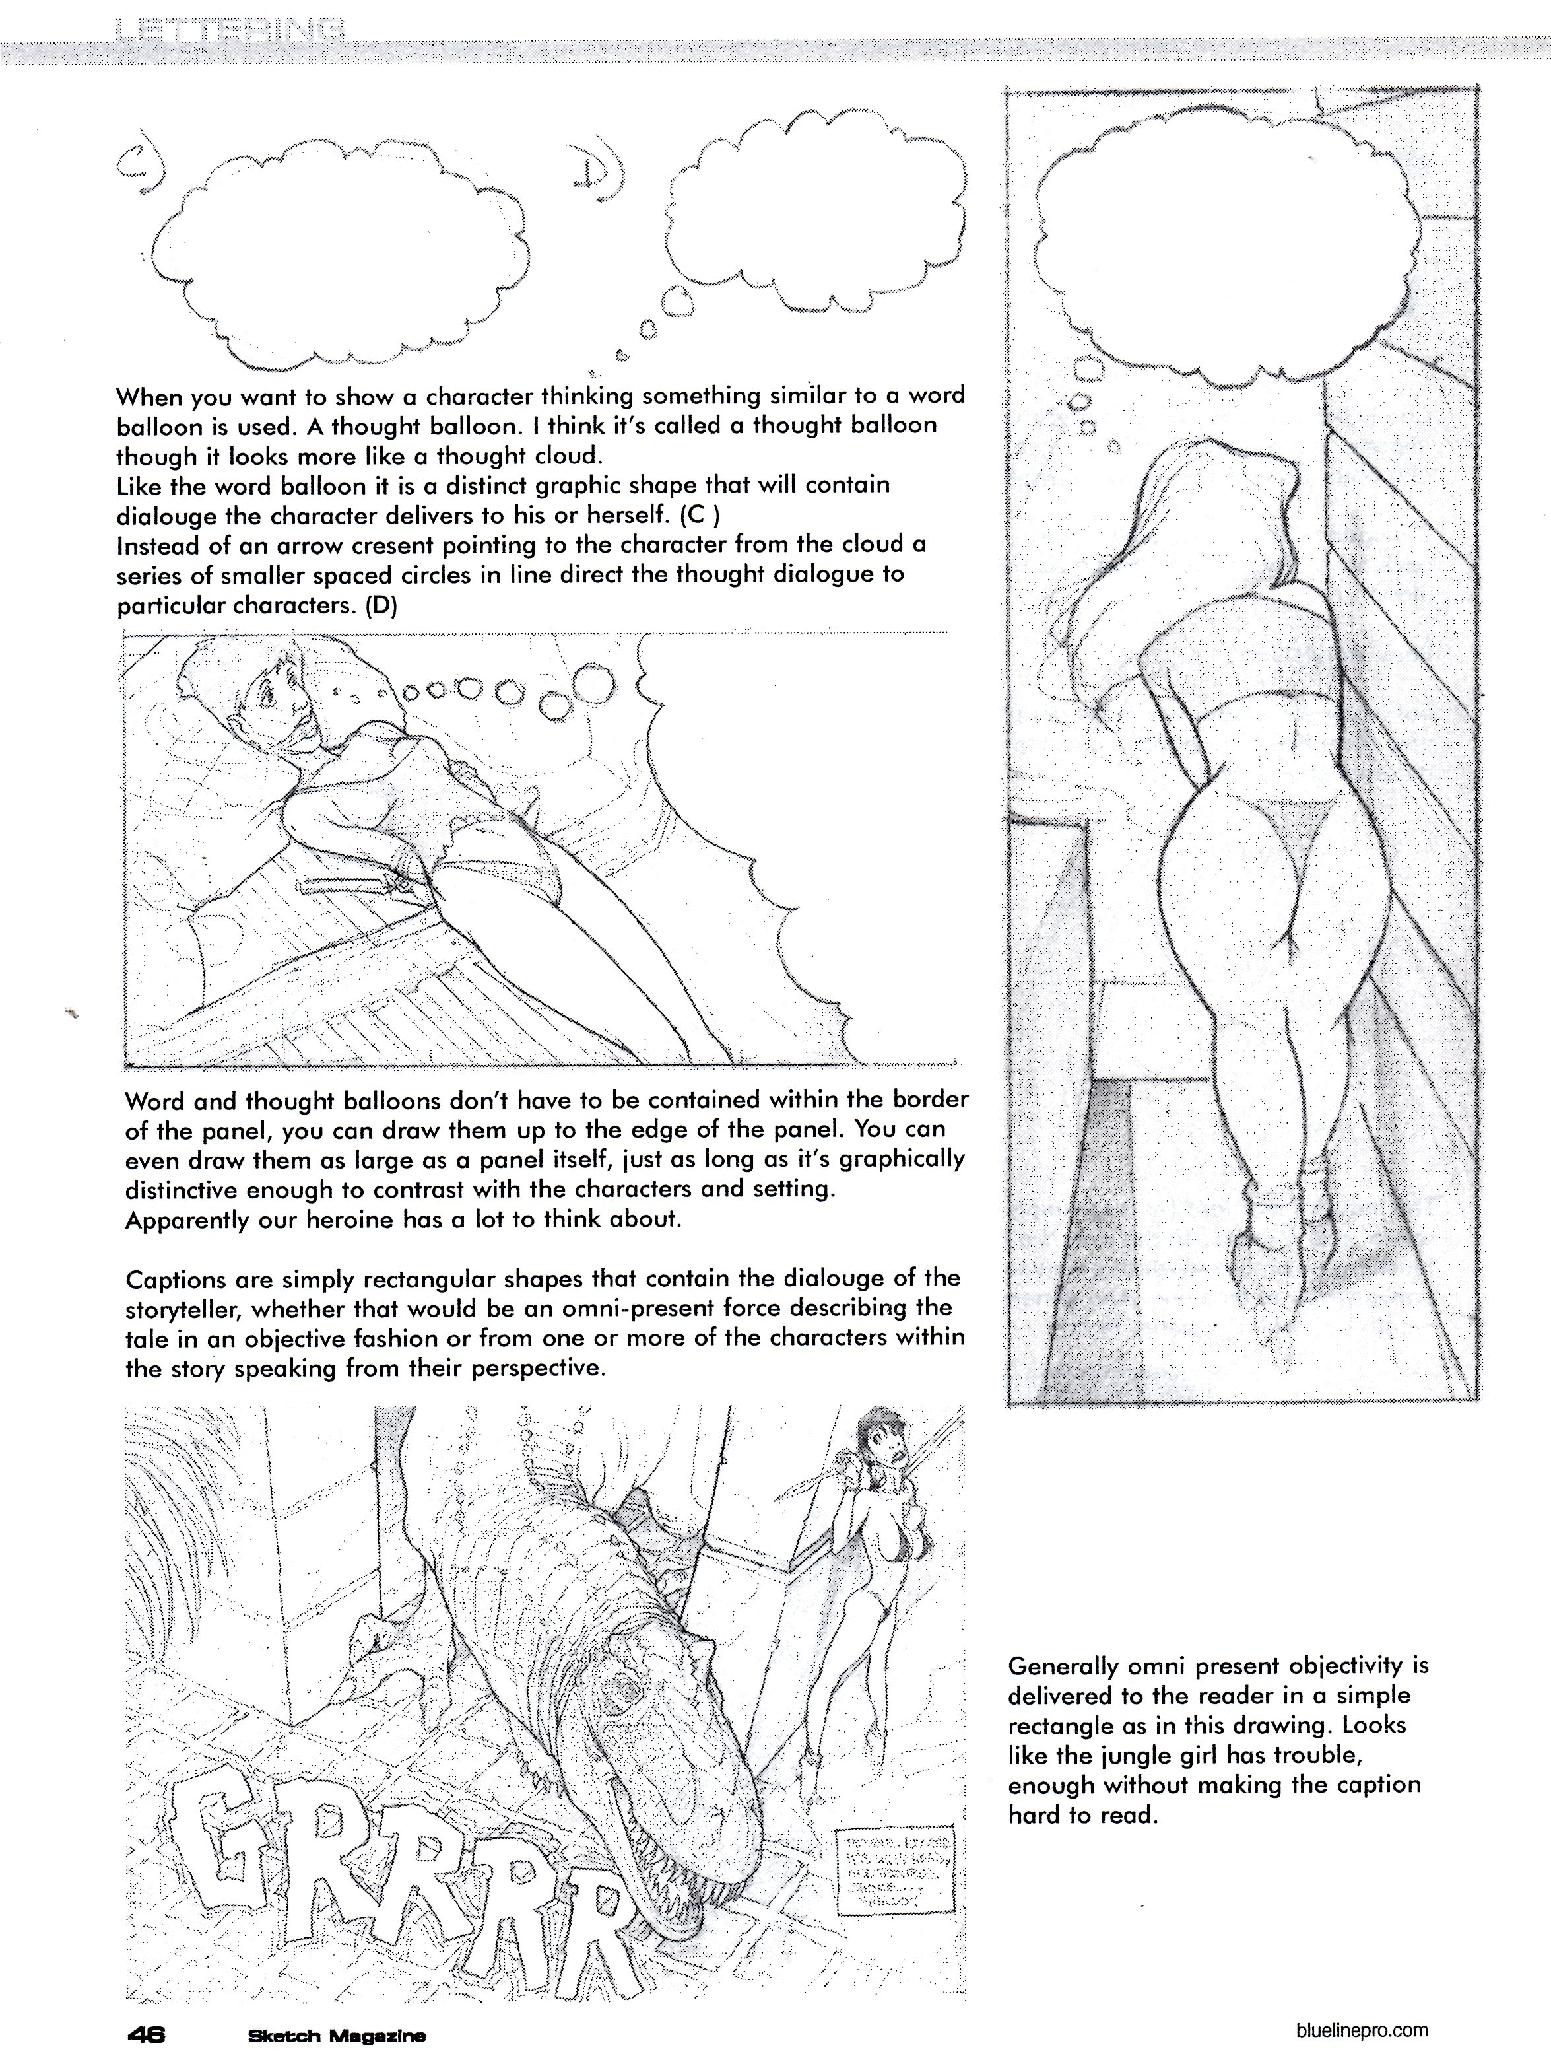 LETTERING
C)
D)
When you want to show a character thinking something similar to a word
balloon is used. A thought balloon. I think it's called a thought balloon
though it looks more like a thought cloud.
Like the word balloon it is a distinct graphic shape that will contain
dialouge the character delivers to his or herself. (C )
Instead of an arrow cresent pointing to the character from the cloud a
series of smaller spaced circles in line direct the thought dialogue to
particular characters. (D)
Word and thought balloons don't have to be contained within the border
of the panel, you can draw them up to the edge of the panel. You can
even draw them as large as a panel itself, just as long as it's graphically
distinctive enough to contrast with the characters and setting.
Apparently our heroine has a lot to think about.
Captions are simply rectangular shapes that contain the dialouge of the
storyteller, whether that would be an omni-present force describing the
tale in an objective fashion or from one or more of the characters within
the story speaking from their perspective.
GRRRRR
Generally omni present objectivity is
delivered to the reader in a simple
rectangle as in this drawing. Looks
like the jungle girl has trouble,
enough without making the caption
hard to read.
46
Sketch Magazine
bluelinepro.com